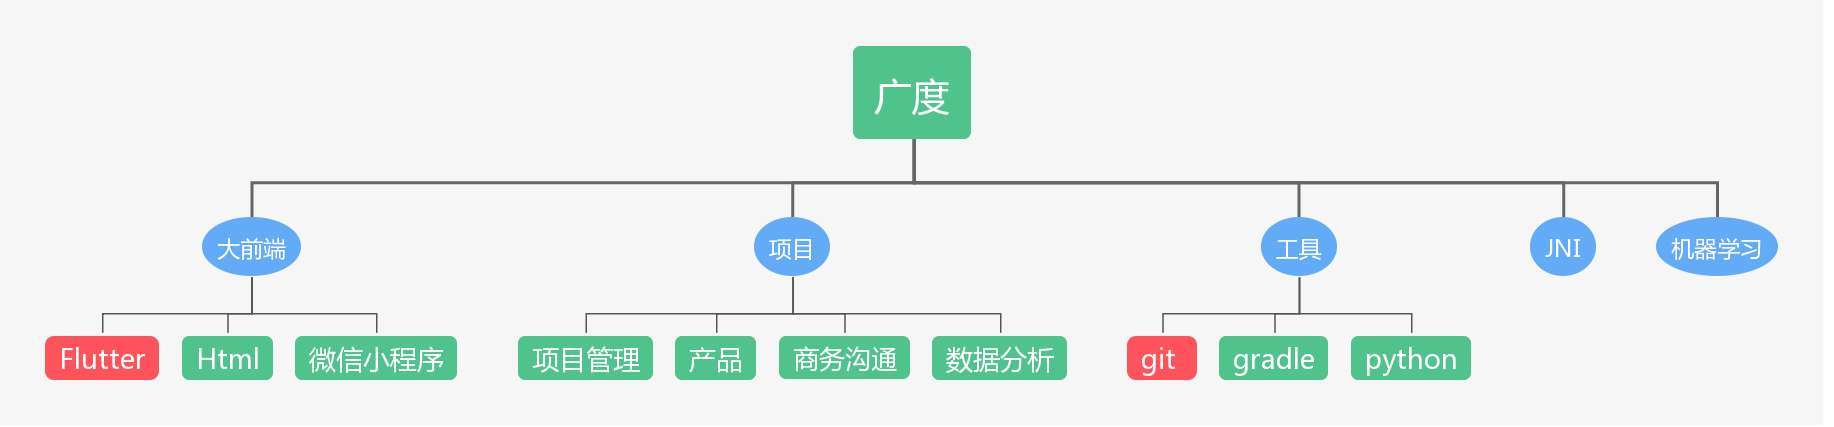 广度
大前端
项目
工具
JNI
机器学习
Flutter
Html
微信小程序
项目管理
产品
商务沟通
数据分析
git
gradle
python